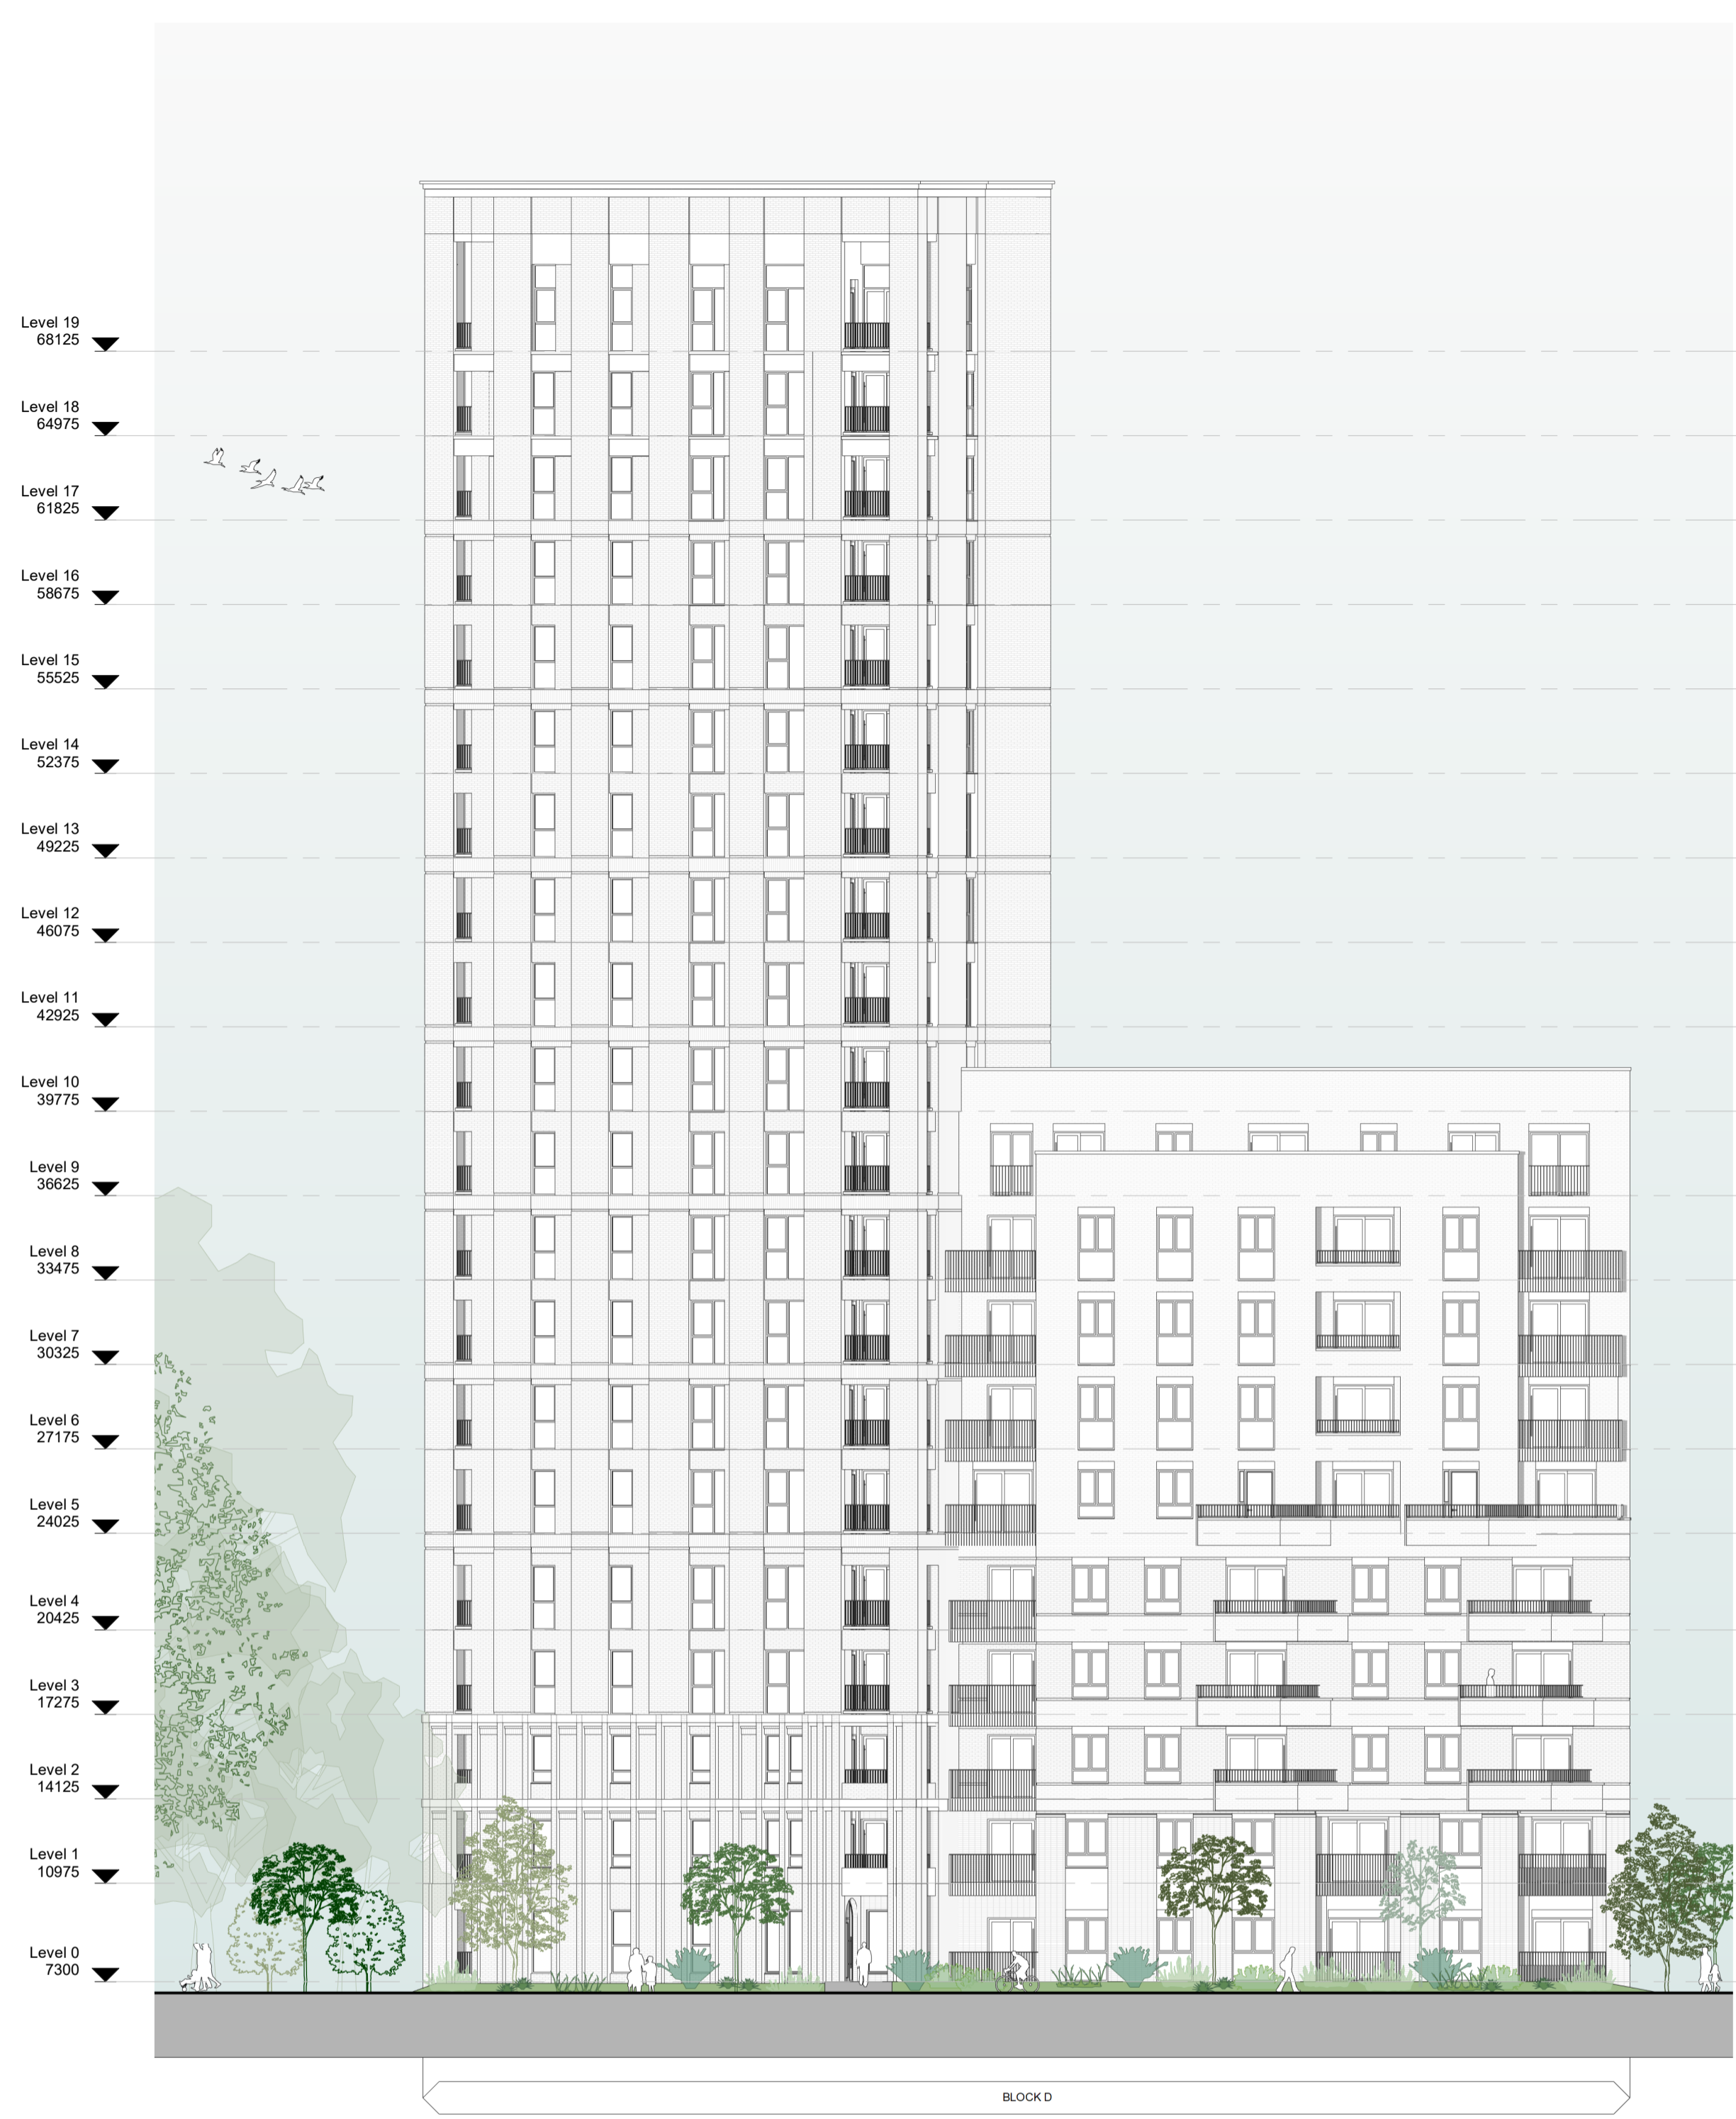 Level 19
68125
Level 18
64975
Level 17
61825
Level 16
58675
Level 15
55525
Level 14
52375
Level 13
49225
Level 12
46075
Level 11
42925
Level 10
39775
Level 9
36625
Level 8
33475
Level 7
30325
Level 6
27175
Level 5
24025
Level 4
20425
Level 3
17275
Level 2
14125
Level 1
10975
Level 0
7300
BLOCK D